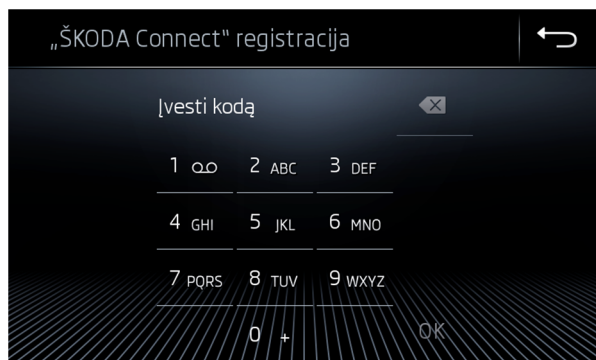 „ŠKODA Connect“ registracija
Įvesti kodą
1 2 ABC 3 DEF
4 GHI 5 JKL 6 MNO
7 PQRS 8 TUV 9 WXYZ
0 + OK